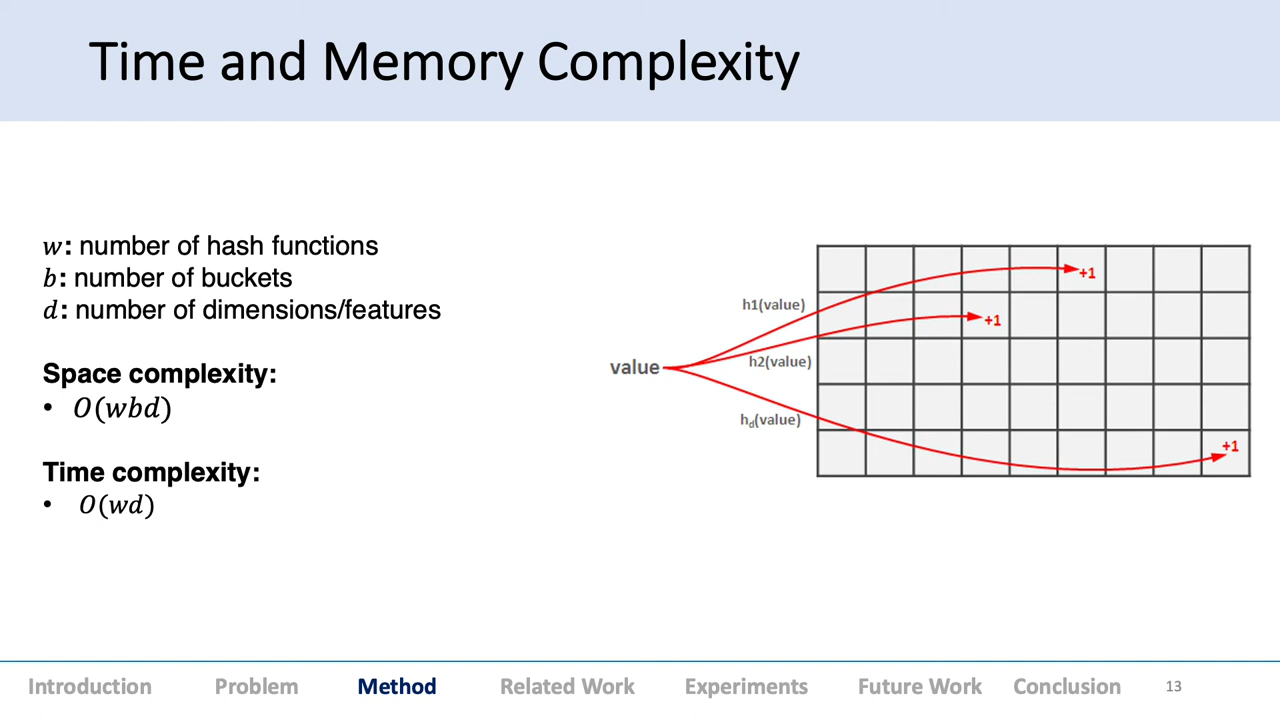 Time and Memory Complexity
w: number of hash functions
b: number of buckets
d: number of dimensions/features
Space complexity:
• O(wbd)
Time complexity:
• O(wd)
value
h1(value)
h2(value)
hd(value)
+1
+1
+1
Introduction Problem Method Related Work Experiments Future Work Conclusion 13